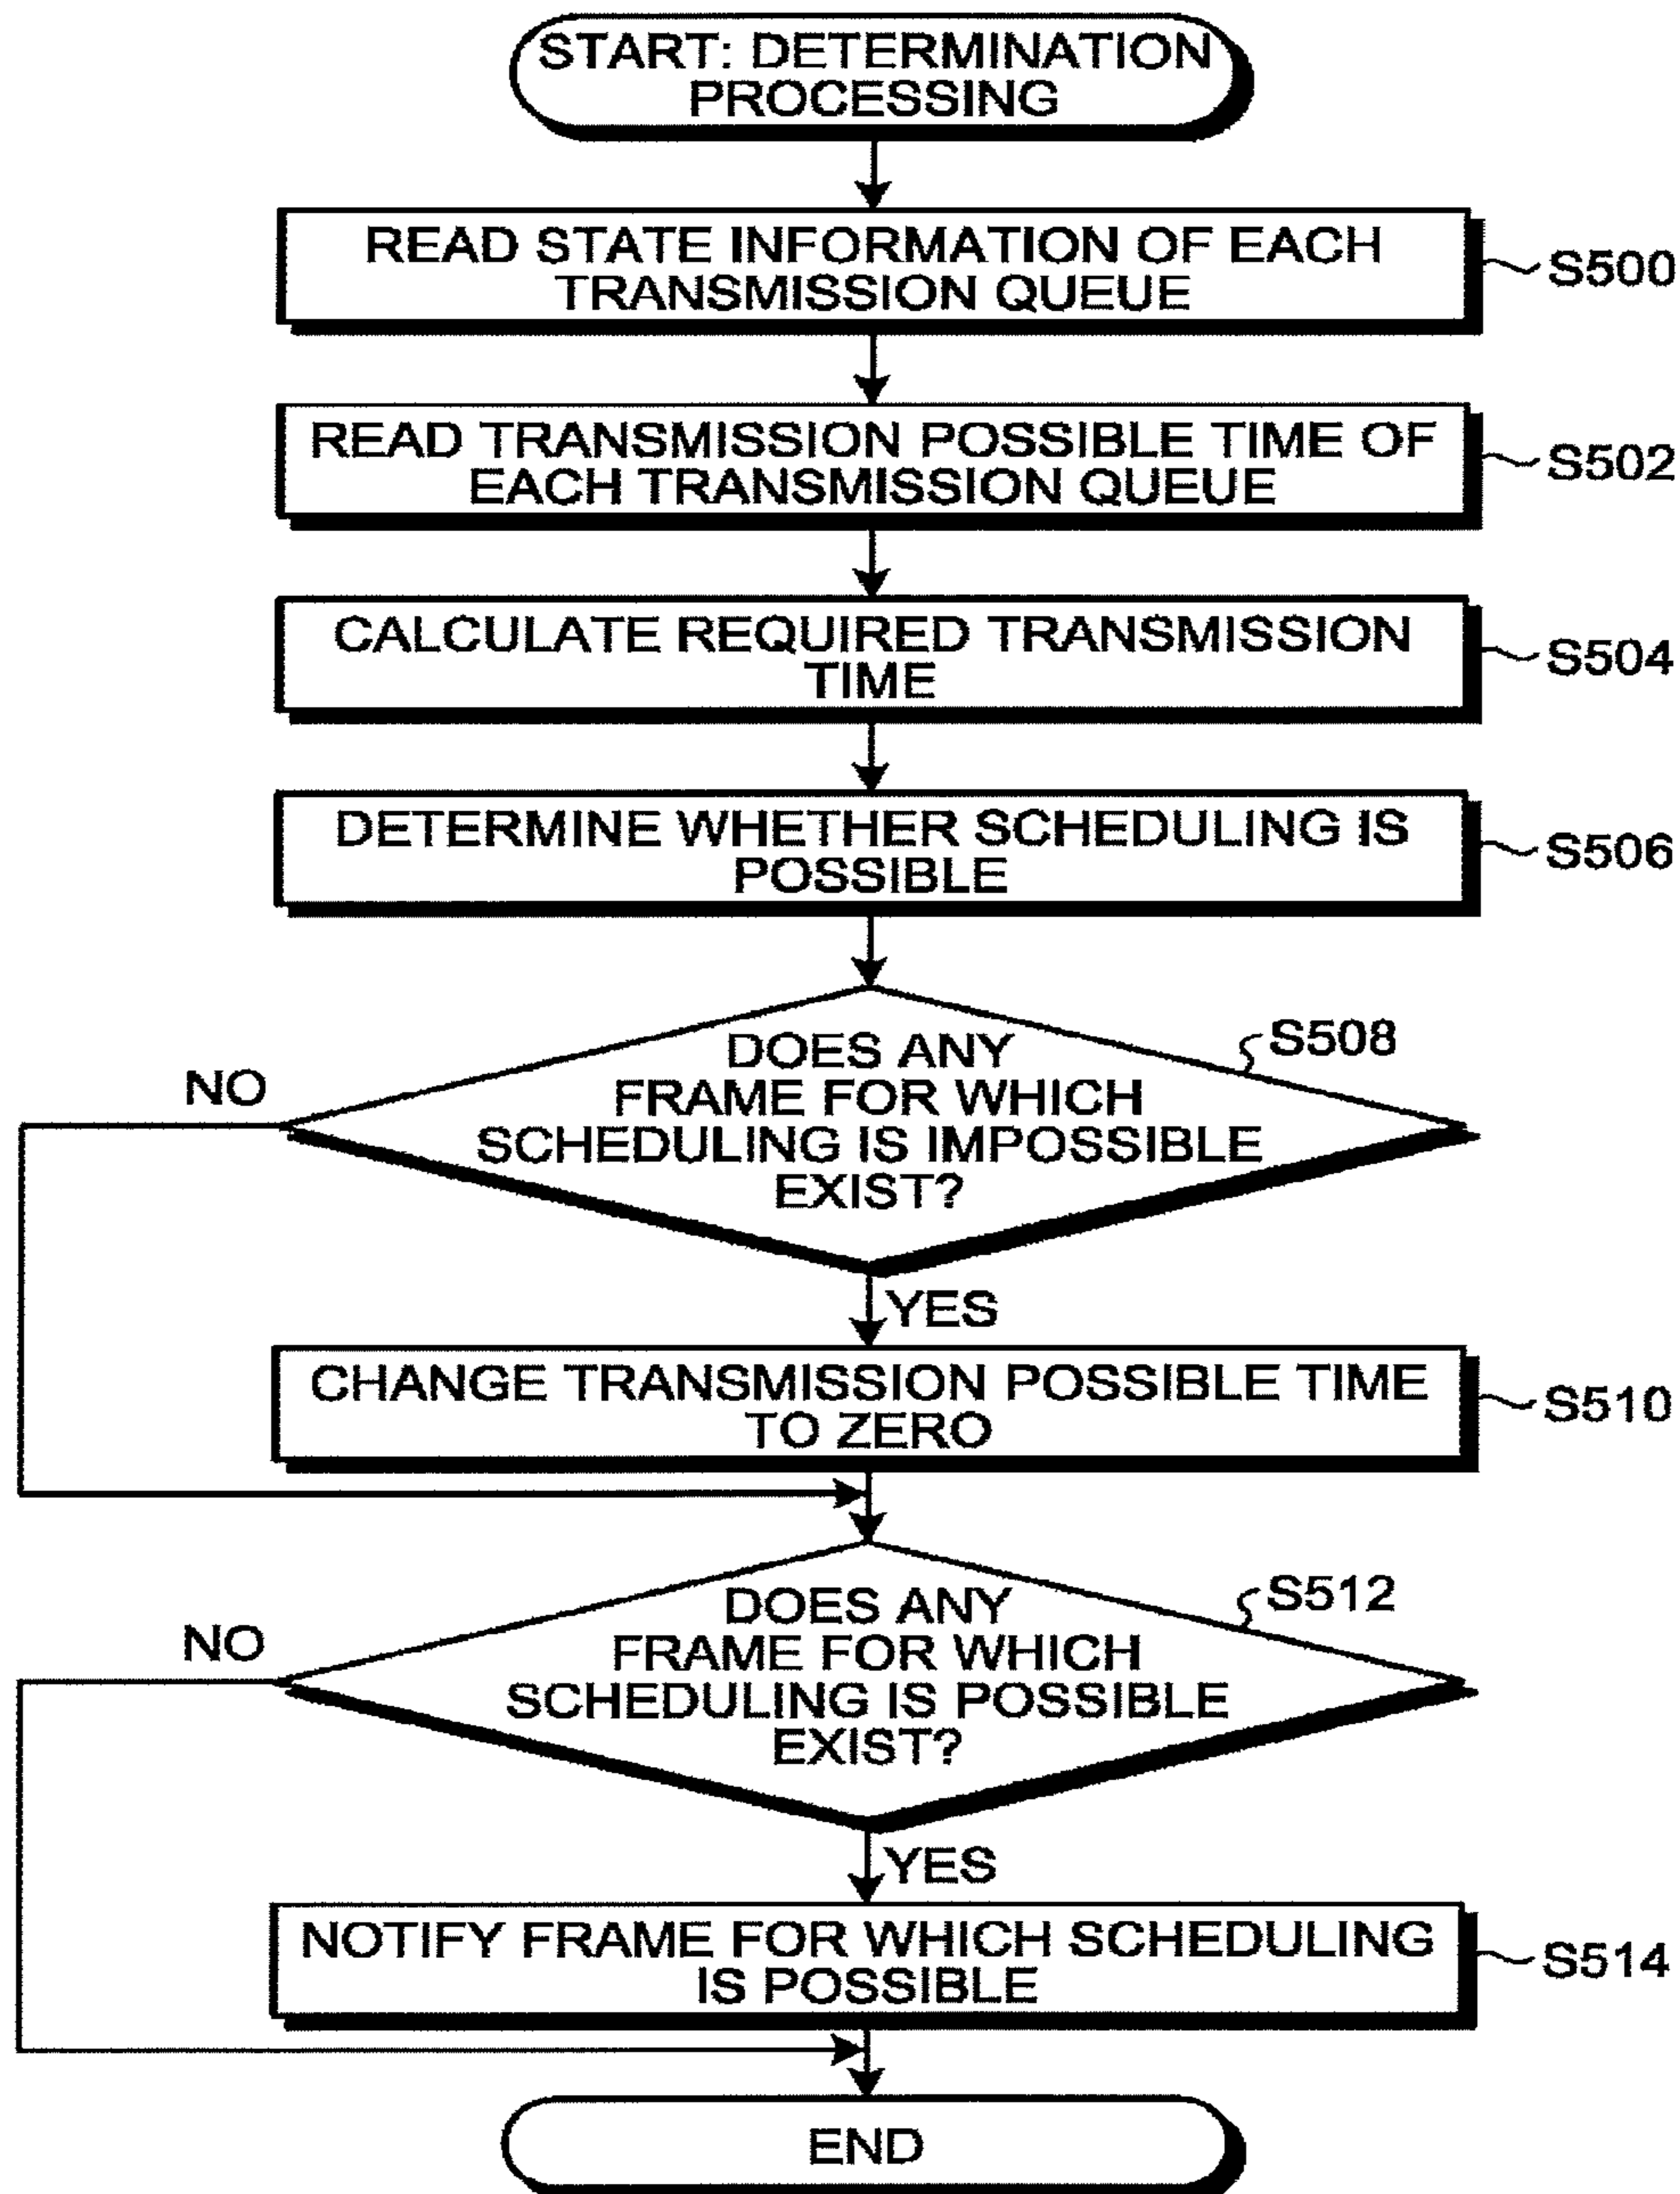 START: DETERMINATION
PROCESSING
READ STATE INFORMATION OF EACH
TRANSMISSION QUEUE
S500
READ TRANSMISSION POSSIBLE TIME OF
EACH TRANSMISSION QUEUE
S502
CALCULATE REQUIRED TRANSMISSION
TIME
S504
DETERMINE WHETHER SCHEDULING IS
POSSIBLE
S506
DOES ANY
FRAME FOR WHICH
SCHEDULING IS IMPOSSIBLE
EXIST?
S508
NO
YES
CHANGE TRANSMISSION POSSIBLE TIME
TO ZERO
S510
DOES ANY
FRAME FOR WHICH
SCHEDULING IS POSSIBLE
EXIST?
S512
NO
YES
NOTIFY FRAME FOR WHICH SCHEDULING
IS POSSIBLE
S514
END